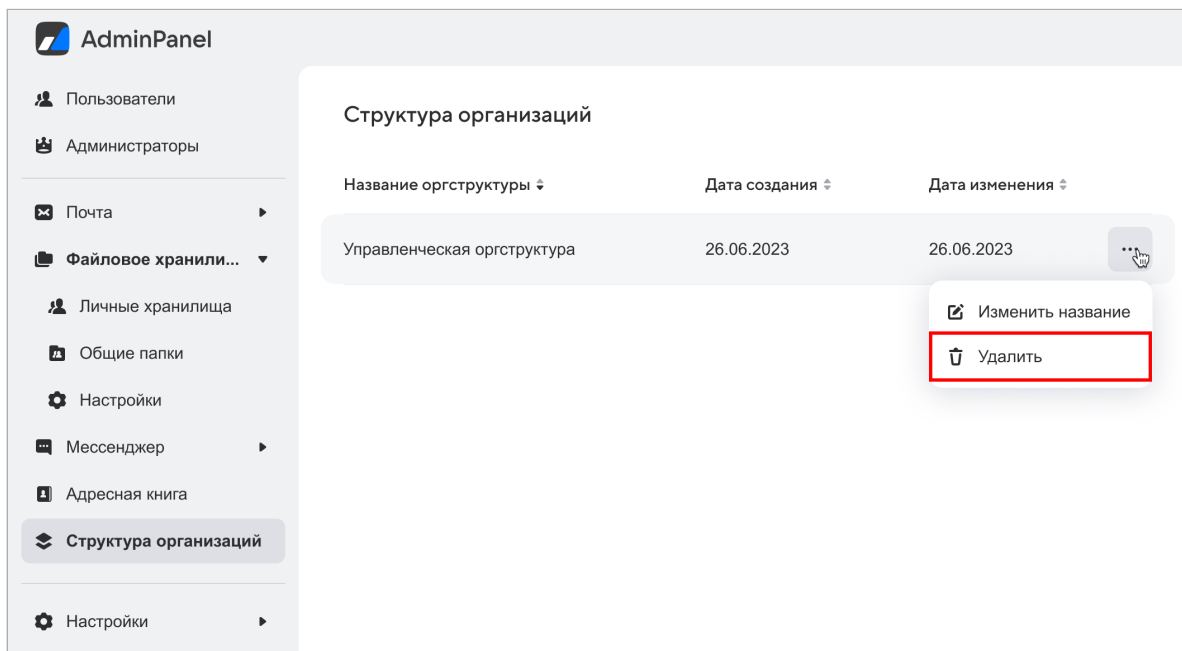 AdminPanel
Пользователи
Администраторы
Почта
Файловое хранили...
Личные хранилища
Общие папки
Настройки
Мессенджер
Адресная книга
Структура организаций
Настройки
Структура организаций
Название оргструктуры Дата создания Дата изменения
Управленческая оргструктура 26.06.2023 26.06.2023
Изменить название
Удалить